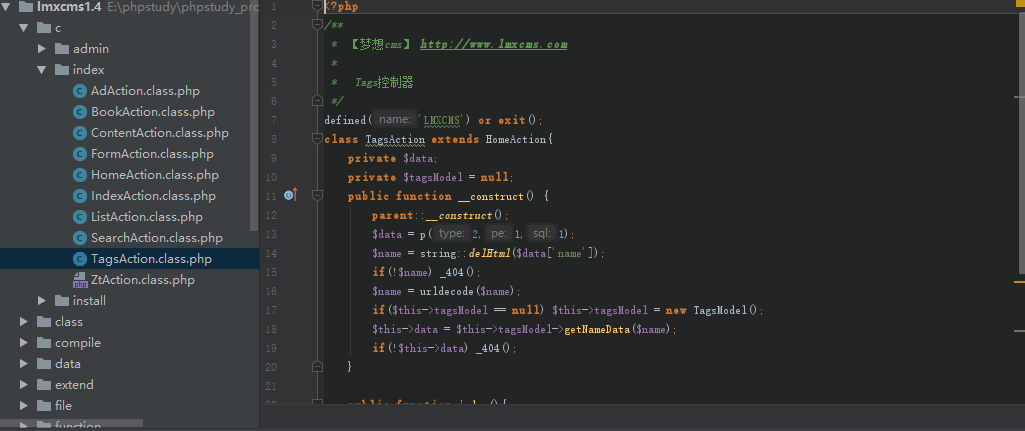 lmxcms1.4 E:\phpstudy\phpstudy_pro
c
admin
index
AdAction.class.php
BookAction.class.php
ContentAction.class.php
FormAction.class.php
HomeAction.class.php
IndexAction.class.php
ListAction.class.php
SearchAction.class.php
TagsAction.class.php
ZtAction.class.php
install
class
compile
data
extend
file
function
1 <?php
2 /**
3 * 【梦想cms】 http://www.lmxcms.com
4 *
5 * Tags控制器
6 */
7 defined( name: 'LMXCMS') or exit();
8 class TagsAction extends HomeAction{
9 private $data;
10 private $tagsModel = null;
11 public function __construct() {
12 parent::__construct();
13 $data = p( type: 2, pe: 1, sql: 1);
14 $name = string::delHtml($data['name']);
15 if(!$name) _404();
16 $name = urldecode($name);
17 if($this->tagsModel == null) $this->tagsModel = new TagsModel();
18 $this->data = $this->tagsModel->getNameData($name);
19 if(!$this->data) _404();
20 }
21